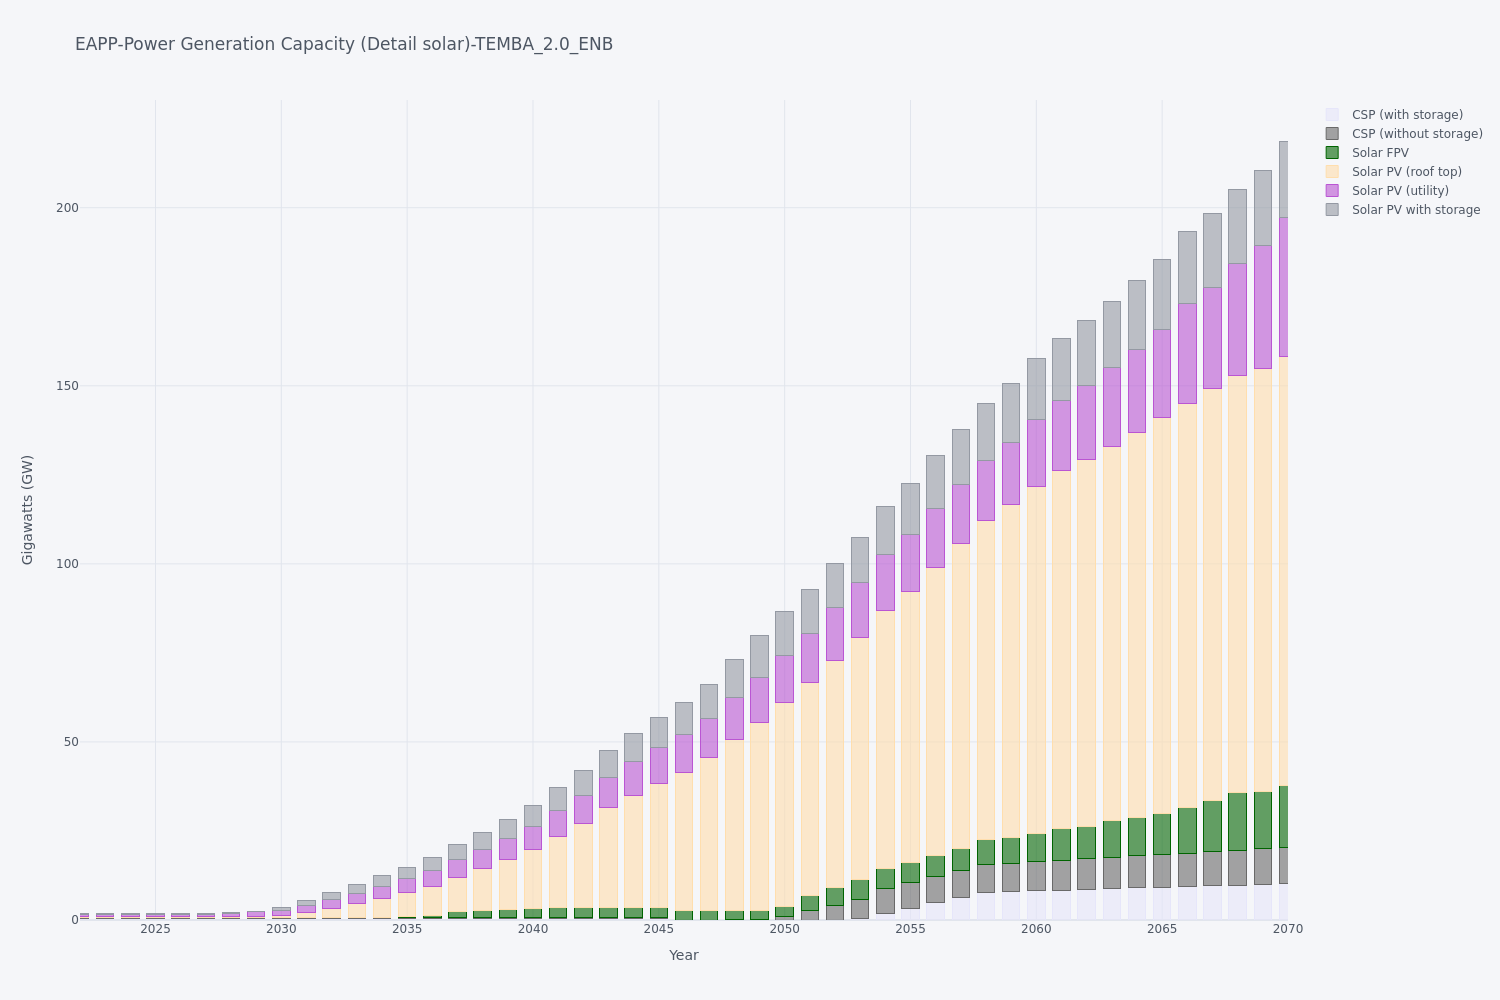 EAPP-Power Generation Capacity (Detail solar)-TEMBA_2.0_ENB
CSP (with storage)
CSP (without storage)
Solar FPV
Solar PV (roof top)
Solar PV (utility)
Solar PV with storage
200
150
100
50
0
Gigawatts (GW)
2025 2030 2035 2040 2045 2050 2055 2060 2065 2070
Year